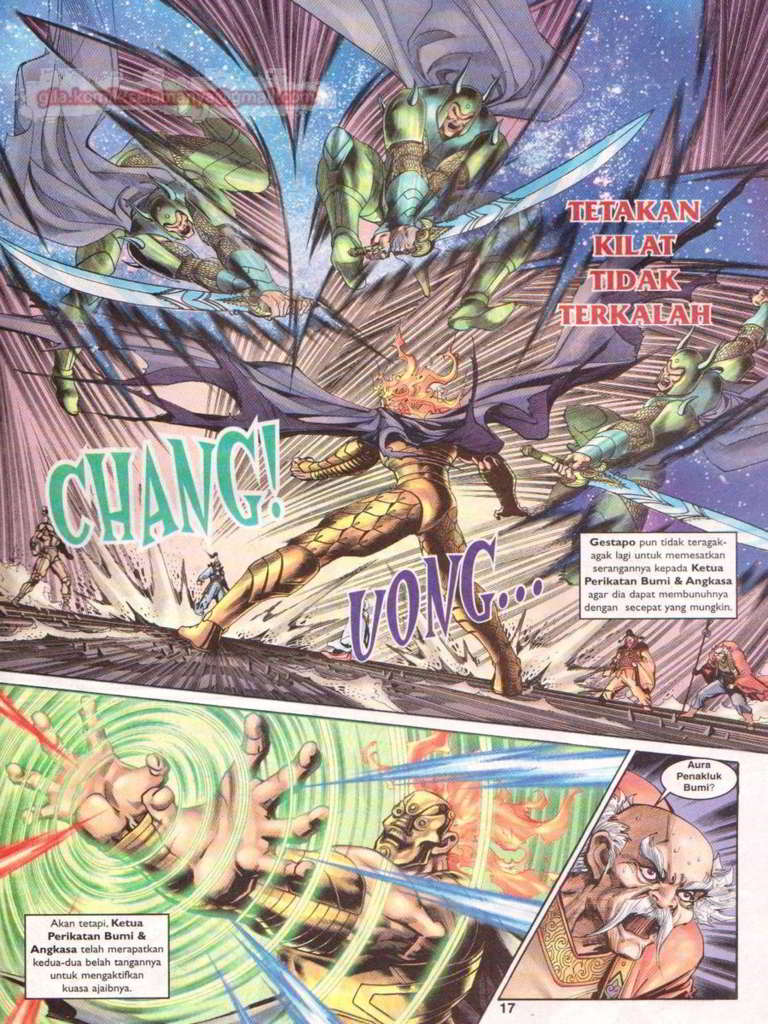 TETAKAN
KILAT
TIDAK
TERKALAH
CHANG!
UONG...
Gestapo pun tidak teragak-
agak lagi untuk memesatkan
serangannya kepada Ketua
Perikatan Bumi & Angkasa
agar dia dapat membunuhnya
dengan secepat yang mungkin.
Aura
Penakluk
Bumi?
Akan tetapi, Ketua
Perikatan Bumi &
Angkasa telah merapatkan
kedua-dua belah tangannya
untuk mengaktifkan
kuasa ajaibnya.
17